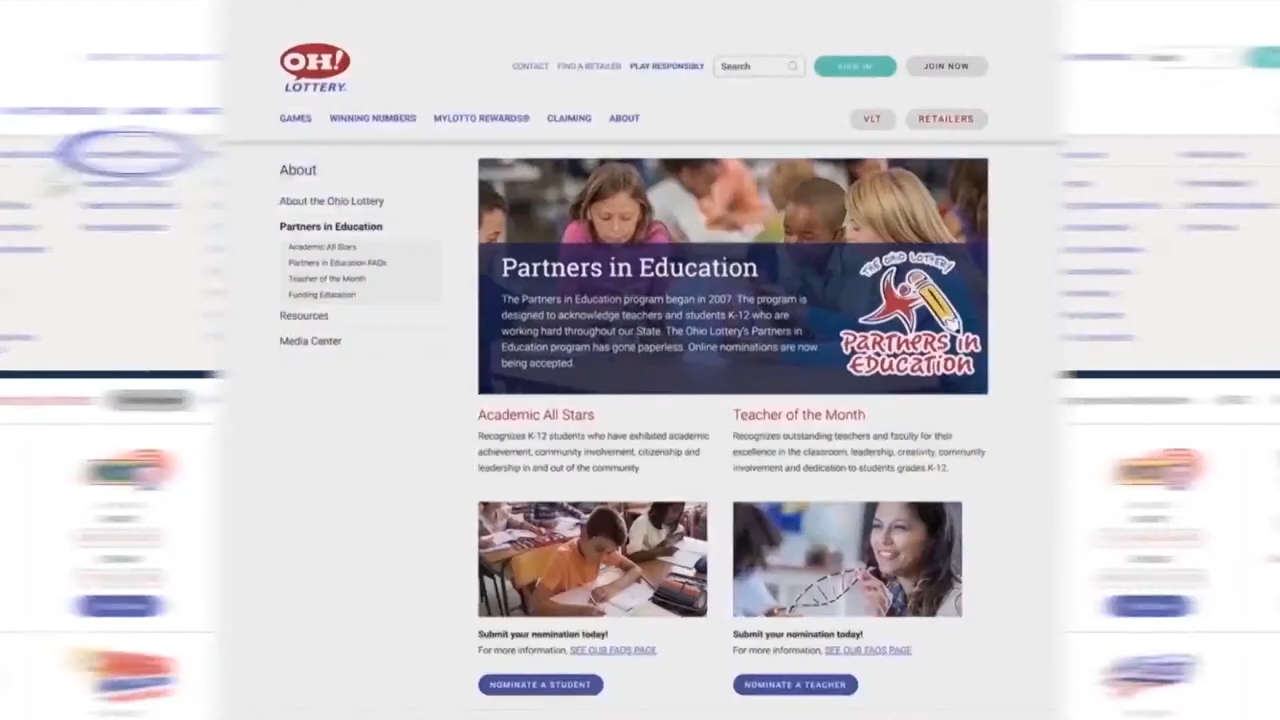 OH!
LOTTERY.
CONTACT FIND A RETAILER PLAY RESPONSIBLY Search SIGN IN JOIN NOW
GAMES WINNING NUMBERS MYLOTTO REWARDS® CLAIMING ABOUT VLT RETAILERS
About
About the Ohio Lottery
Partners in Education
Academic All Stars
Partners in Education FAQs
Teacher of the Month
Funding Education
Resources
Media Center
Partners in Education
The Partners in Education program began in 2007. The program is
designed to acknowledge teachers and students K-12 who are
working hard throughout our State. The Ohio Lottery's Partners in
Education program has gone paperless. Online nominations are now
being accepted.
THE OHIO LOTTERY
PARTNERS IN
EDUCATION
Academic All Stars
Recognizes K-12 students who have exhibited academic
achievement, community involvement, citizenship and
leadership in and out of the community
Teacher of the Month
Recognizes outstanding teachers and faculty for their
excellence in the classroom, leadership, creativity, community
involvement and dedication to students grades K-12.
Submit your nomination today!
For more information, SEE OUR FAQS PAGE
NOMINATE A STUDENT
Submit your nomination today!
For more information, SEE OUR FAQS PAGE
NOMINATE A TEACHER